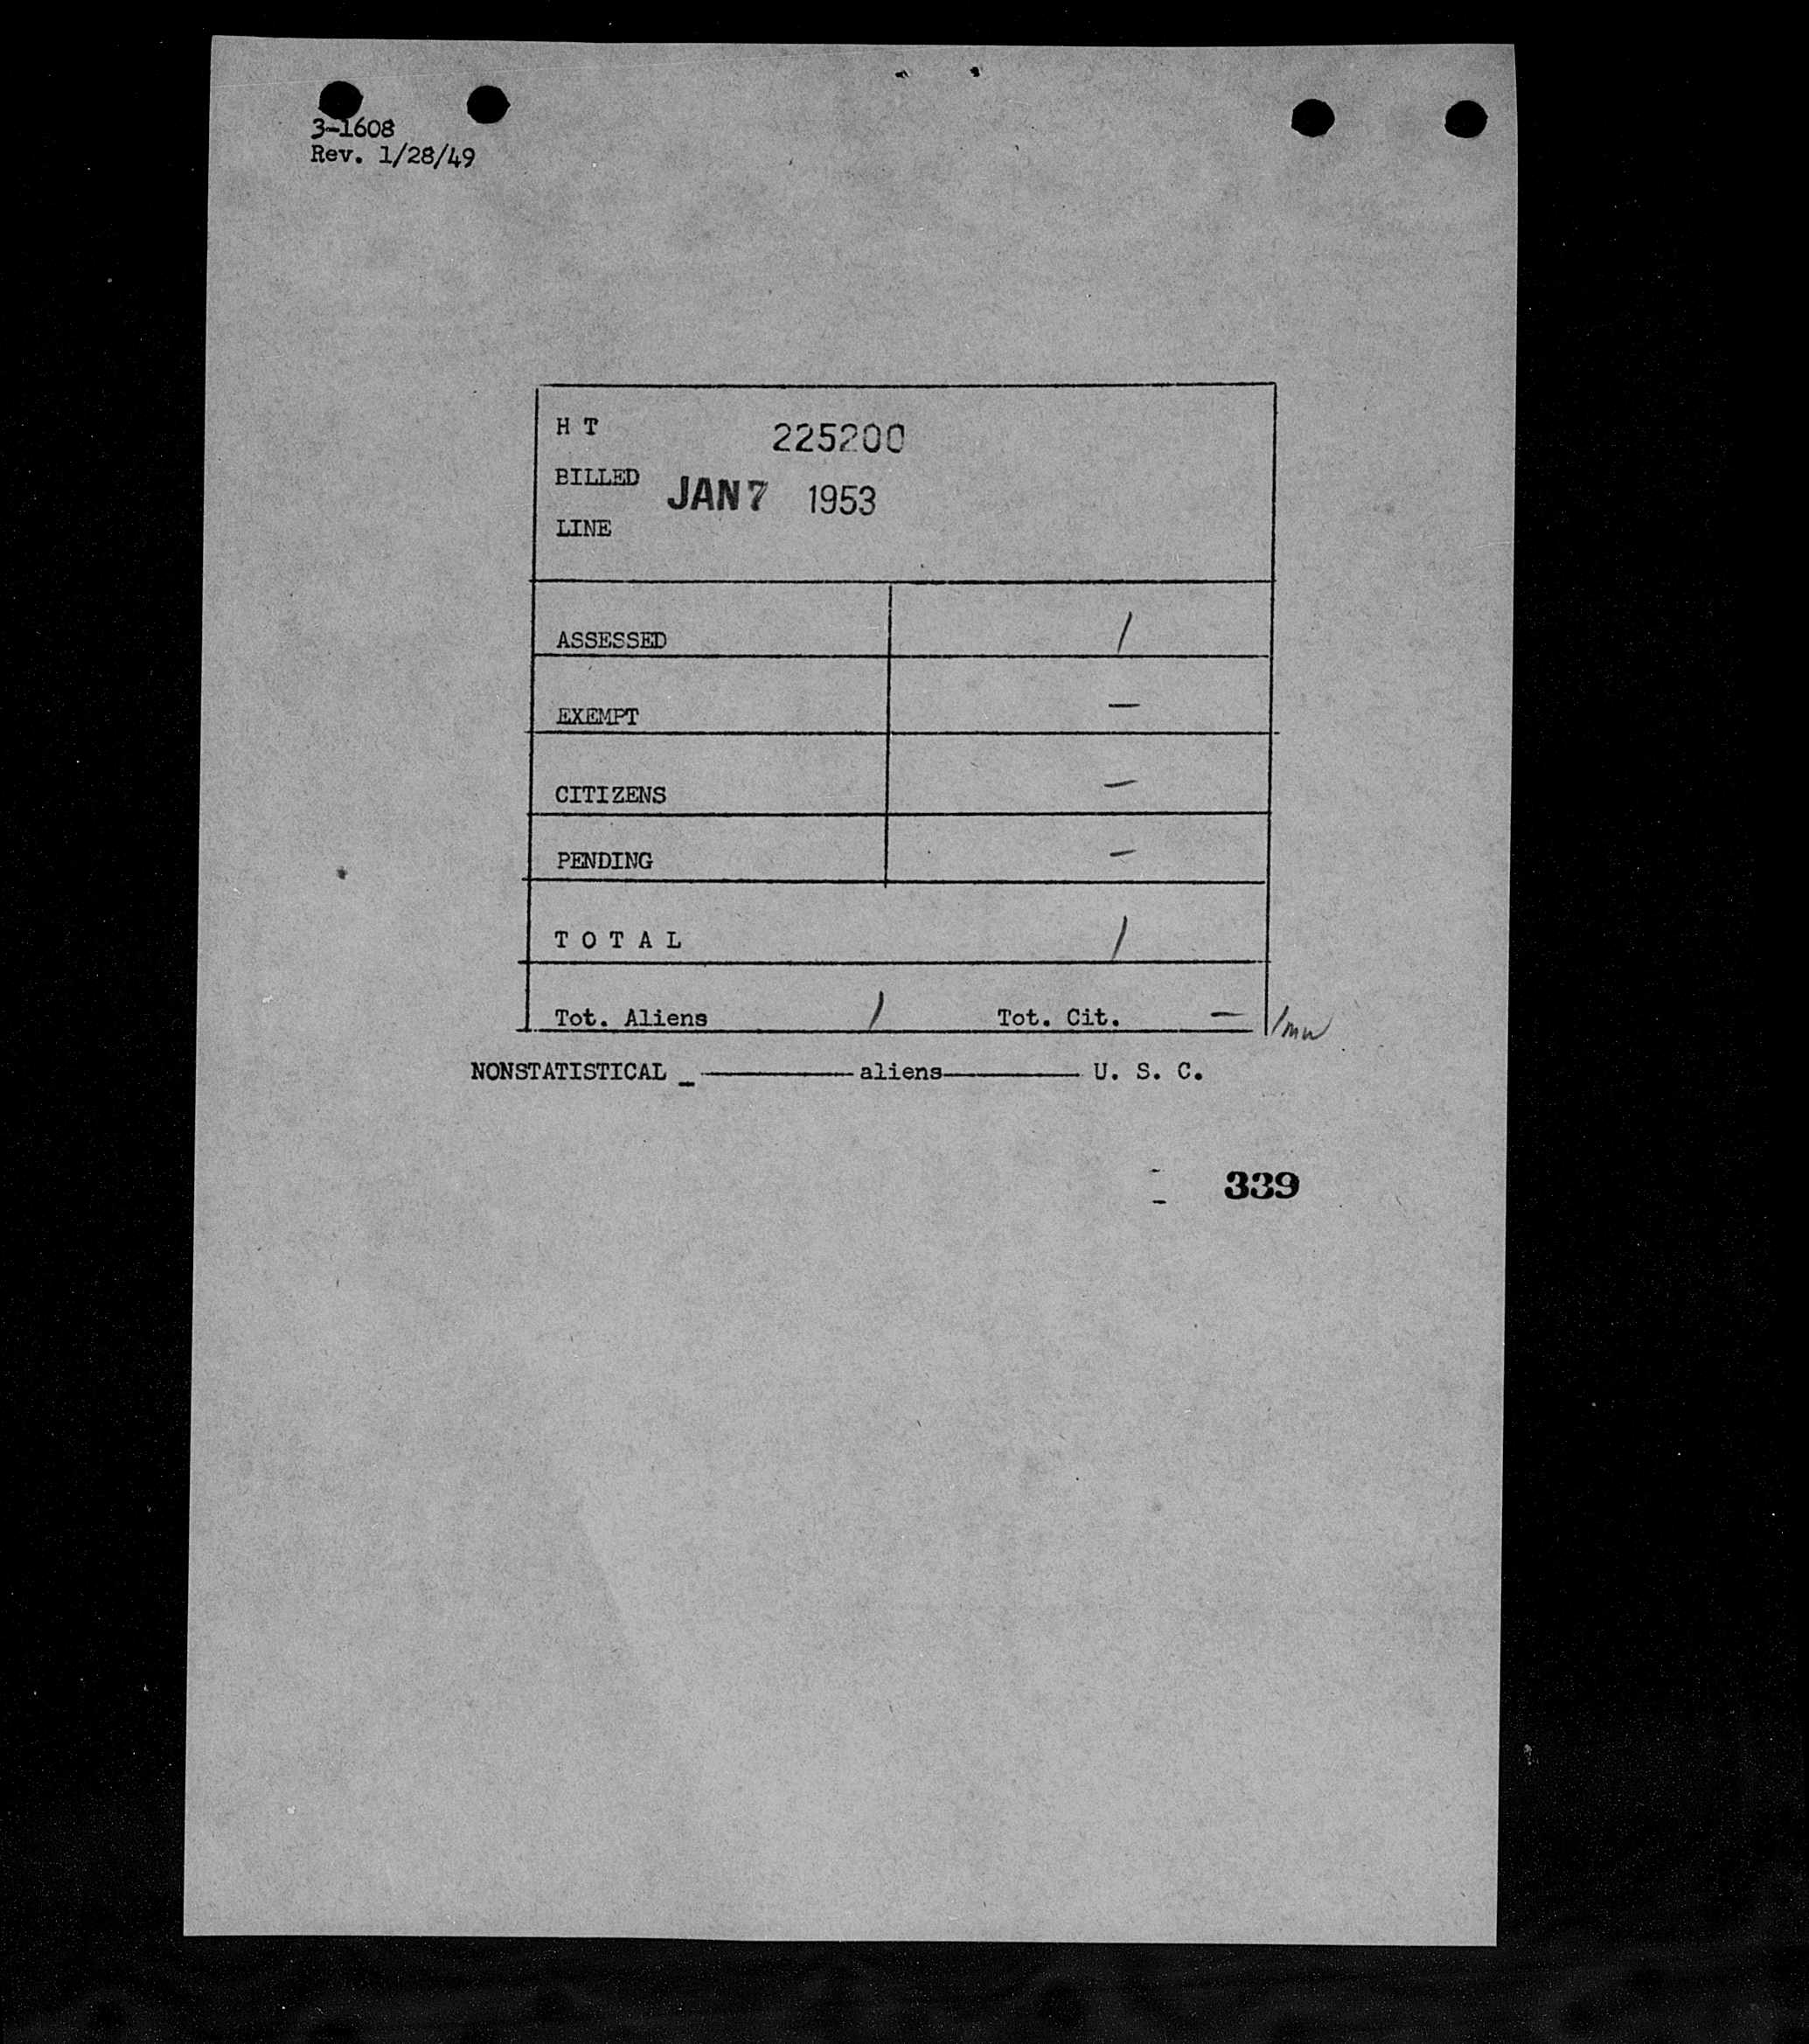 3-1608
Rev. 1/28/49
H T 225200
BILLED JAN 7 1953
LINE
ASSESSED /
EXEMPT —
CITIZENS —
PENDING —
T O T A L /
Tot. Aliens / Tot. Cit. —
NONSTATISTICAL _ ———— aliens ———— U. S. C.
339